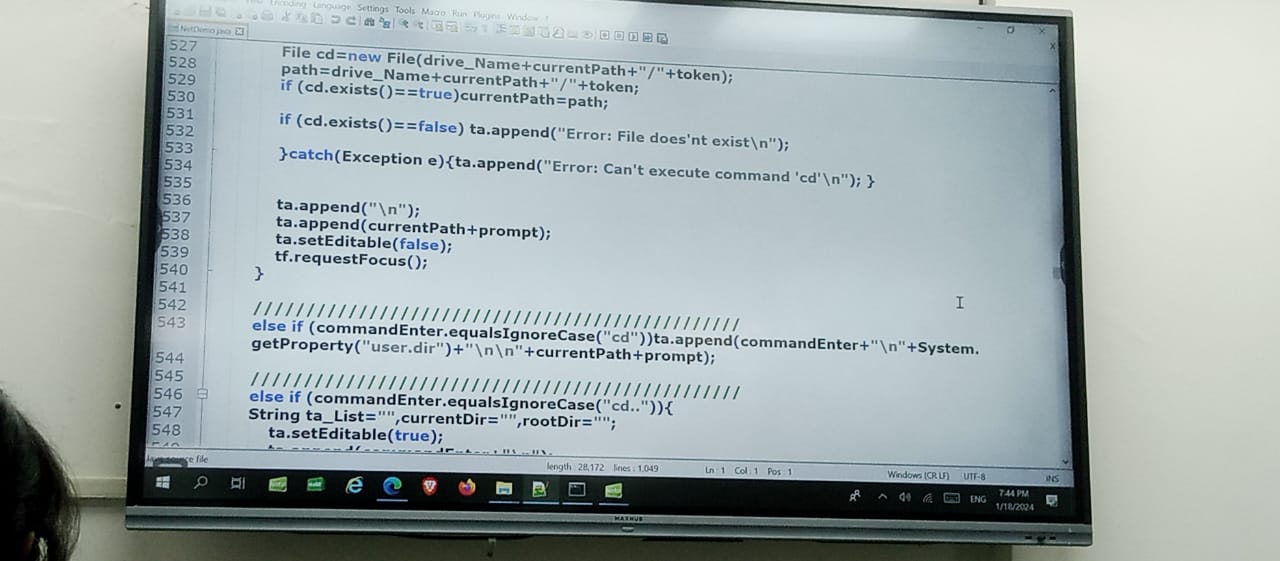 Encoding Language Settings Tools Macro Run Plugins Window
NetDemo.java
527 File cd=new File(drive_Name+currentPath+"/"+token);
528 path=drive_Name+currentPath+"/"+token;
529 if (cd.exists()==true)currentPath=path;
530
531 if (cd.exists()==false) ta.append("Error: File does'nt exist\n");
532
533 }catch(Exception e){ta.append("Error: Can't execute command 'cd'\n"); }
534
535
536 ta.append("\n");
537 ta.append(currentPath+prompt);
538 ta.setEditable(false);
539 tf.requestFocus();
540 }
541
542 //////////////////////////////////////////////
543 else if (commandEnter.equalsIgnoreCase("cd"))ta.append(commandEnter+"\n"+System.
getProperty("user.dir")+"\n\n"+currentPath+prompt);
544
545 //////////////////////////////////////////////
546 else if (commandEnter.equalsIgnoreCase("cd..")){
547 String ta_List="",currentDir="",rootDir="";
548 ta.setEditable(true);
Java source file length 28,172 lines : 1,049 Ln : 1 Col : 1 Pos : 1 Windows (CR LF) UTF-8 INS
ENG
7:44 PM
1/18/2024
MAXHUB